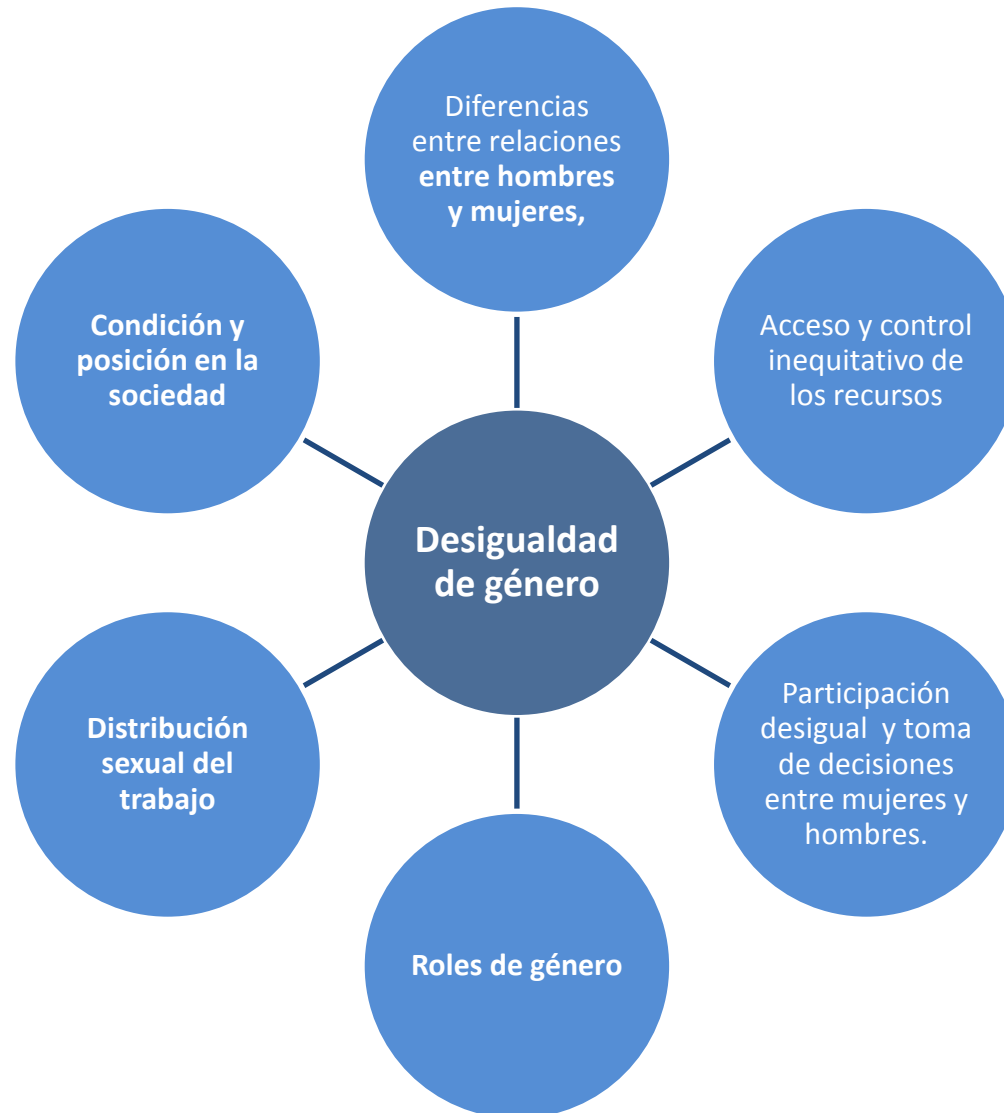 Diferencias
entre relaciones
entre hombres
y mujeres,
Condición y
posición en la
sociedad
Acceso y control
inequitativo de
los recursos
Desigualdad
de género
Distribución
sexual del
trabajo
Participación
desigual  y toma
de decisiones
entre mujeres y
hombres.
Roles de género